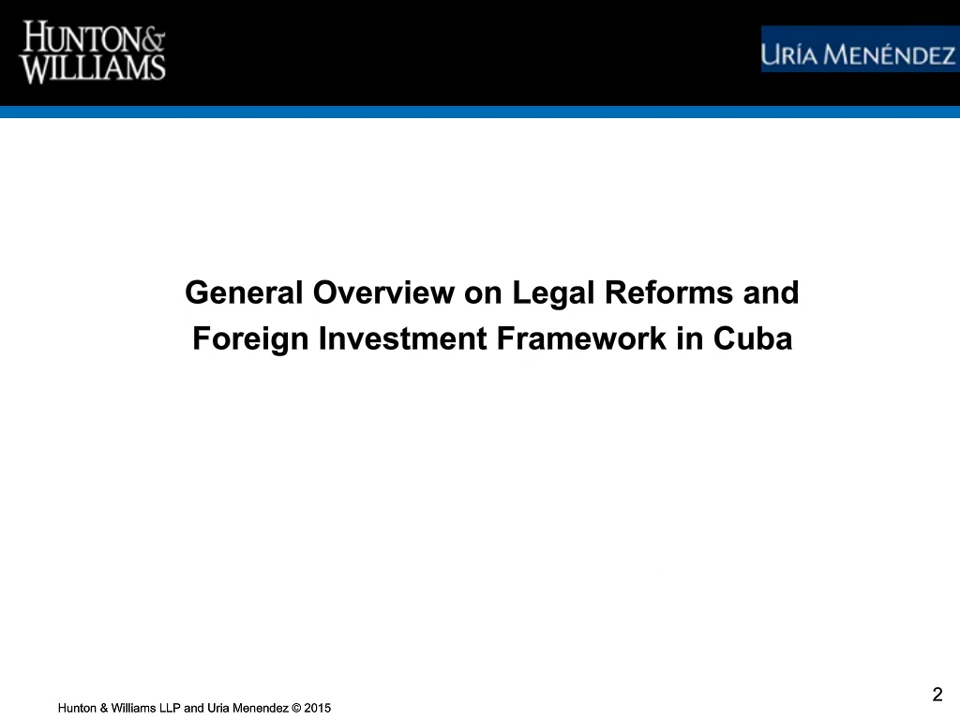 HUNTON&
WILLIAMS
URÍA MENÉNDEZ
General Overview on Legal Reforms and
Foreign Investment Framework in Cuba
Hunton & Williams LLP and Uria Menendez © 2015
2